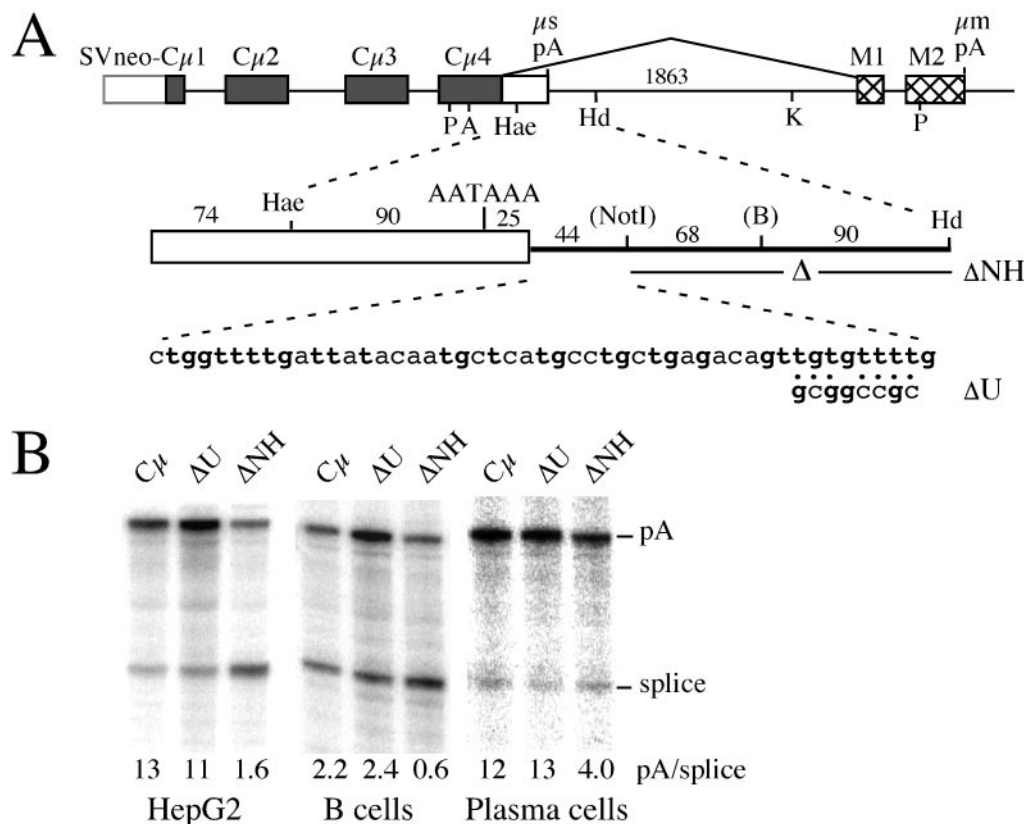 A
SVneo-Cμ1 Cμ2 Cμ3 Cμ4 μs pA 1863 M1 M2 μm pA
P A Hae Hd K P
74 Hae 90 AATAAA 25 44 (NotI) 68 (B) 90 Hd
Δ ΔNH
ctggttttgattatacaatgctcatgcctgctgagacagttgtgttttg
gcggccgc ΔU
B
Cμ ΔU ΔNH Cμ ΔU ΔNH Cμ ΔU ΔNH
pA
splice
13 11 1.6 2.2 2.4 0.6 12 13 4.0 pA/splice
HepG2 B cells Plasma cells